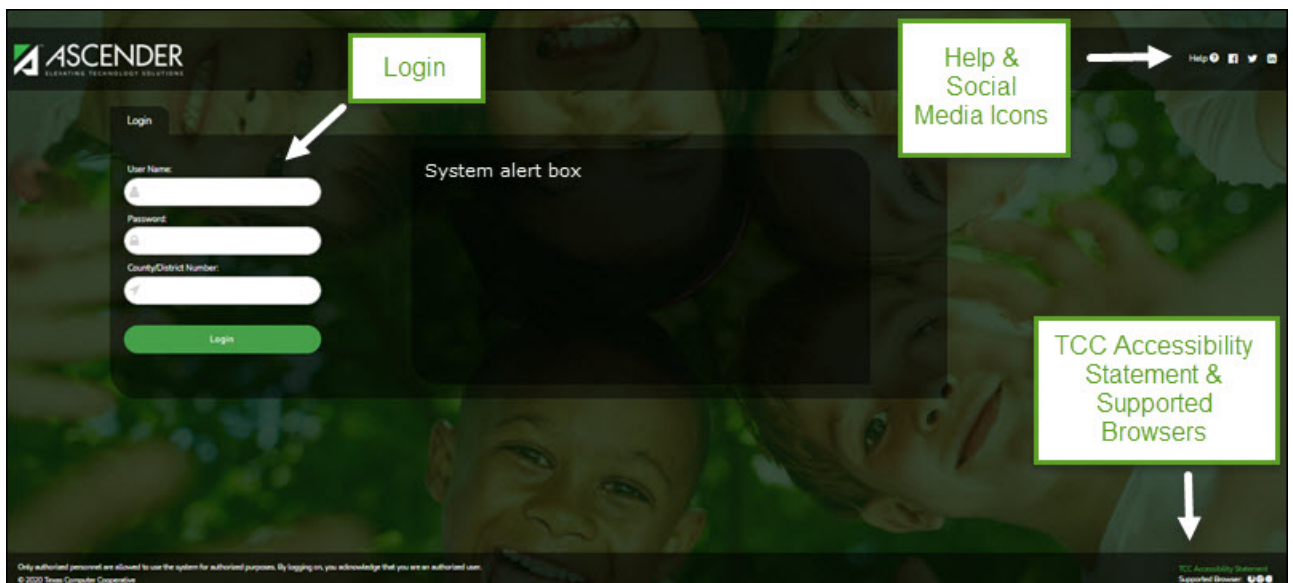 ASCENDER
ELEVATING TECHNOLOGY SOLUTIONS
Login
Help &
Social
Media Icons
Help
Login
User Name:
Password:
County/District Number:
Login
System alert box
TCC Accessibility
Statement &
Supported
Browsers
Only authorized personnel are allowed to use the system for authorized purposes. By logging on, you acknowledge that you are an authorized user.
© 2020 Texas Computer Cooperative
TCC Accessibility Statement
Supported Browser: